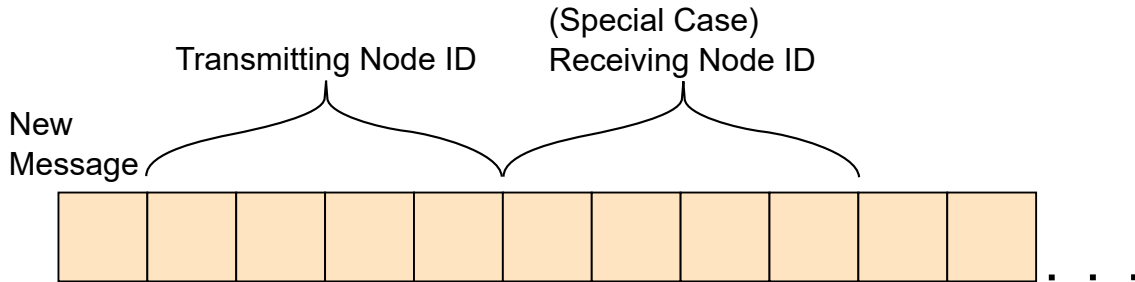 (Special Case)
Transmitting Node ID
Receiving Node ID
New
Message
. . .